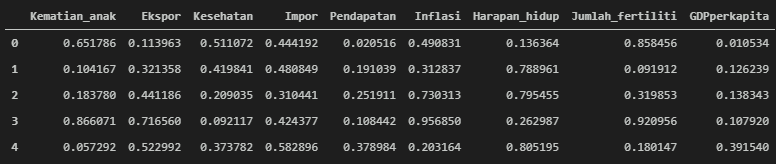 Kematian_anak Ekspor Kesehatan Impor Pendapatan Inflasi Harapan_hidup Jumlah_fertiliti GDPperkapita
0 0.651786 0.113963 0.511072 0.444192 0.020516 0.490831 0.136364 0.858456 0.010534
1 0.104167 0.321358 0.419841 0.480849 0.191039 0.312837 0.788961 0.091912 0.126239
2 0.183780 0.441186 0.209035 0.310441 0.251911 0.730313 0.795455 0.319853 0.138343
3 0.866071 0.716560 0.092117 0.424377 0.108442 0.956850 0.262987 0.920956 0.107920
4 0.057292 0.522992 0.373782 0.582896 0.378984 0.203164 0.805195 0.180147 0.391540